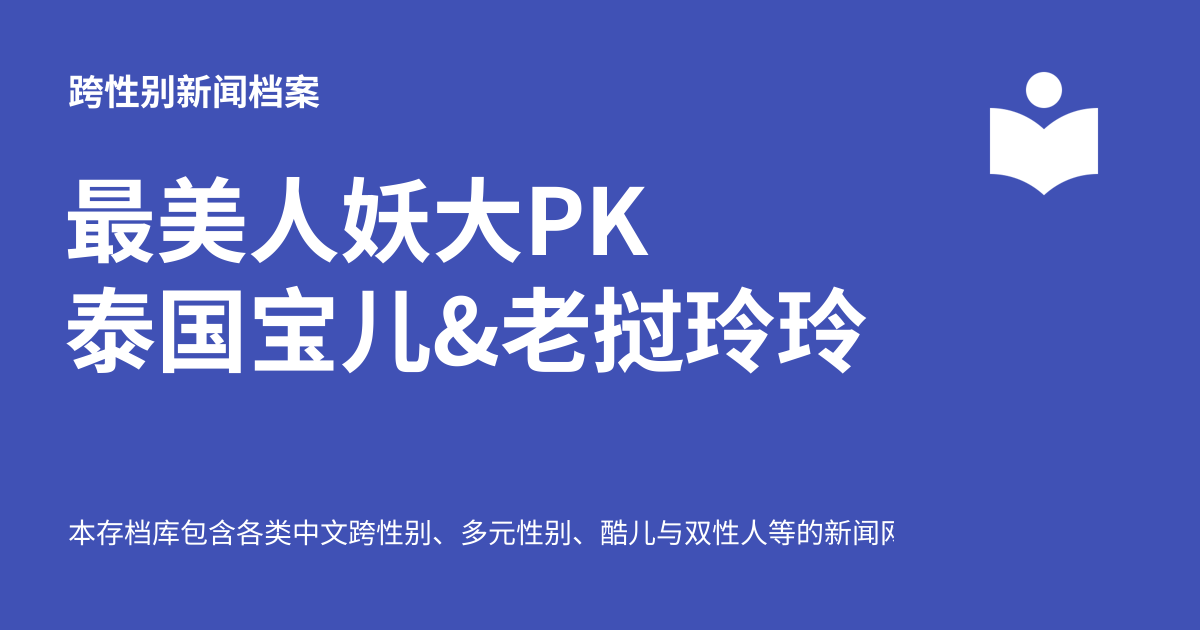 跨性别新闻档案
最美人妖大PK
泰国宝儿&老挝玲玲
本存档库包含各类中文跨性别、多元性别、酷儿与双性人等的新闻网